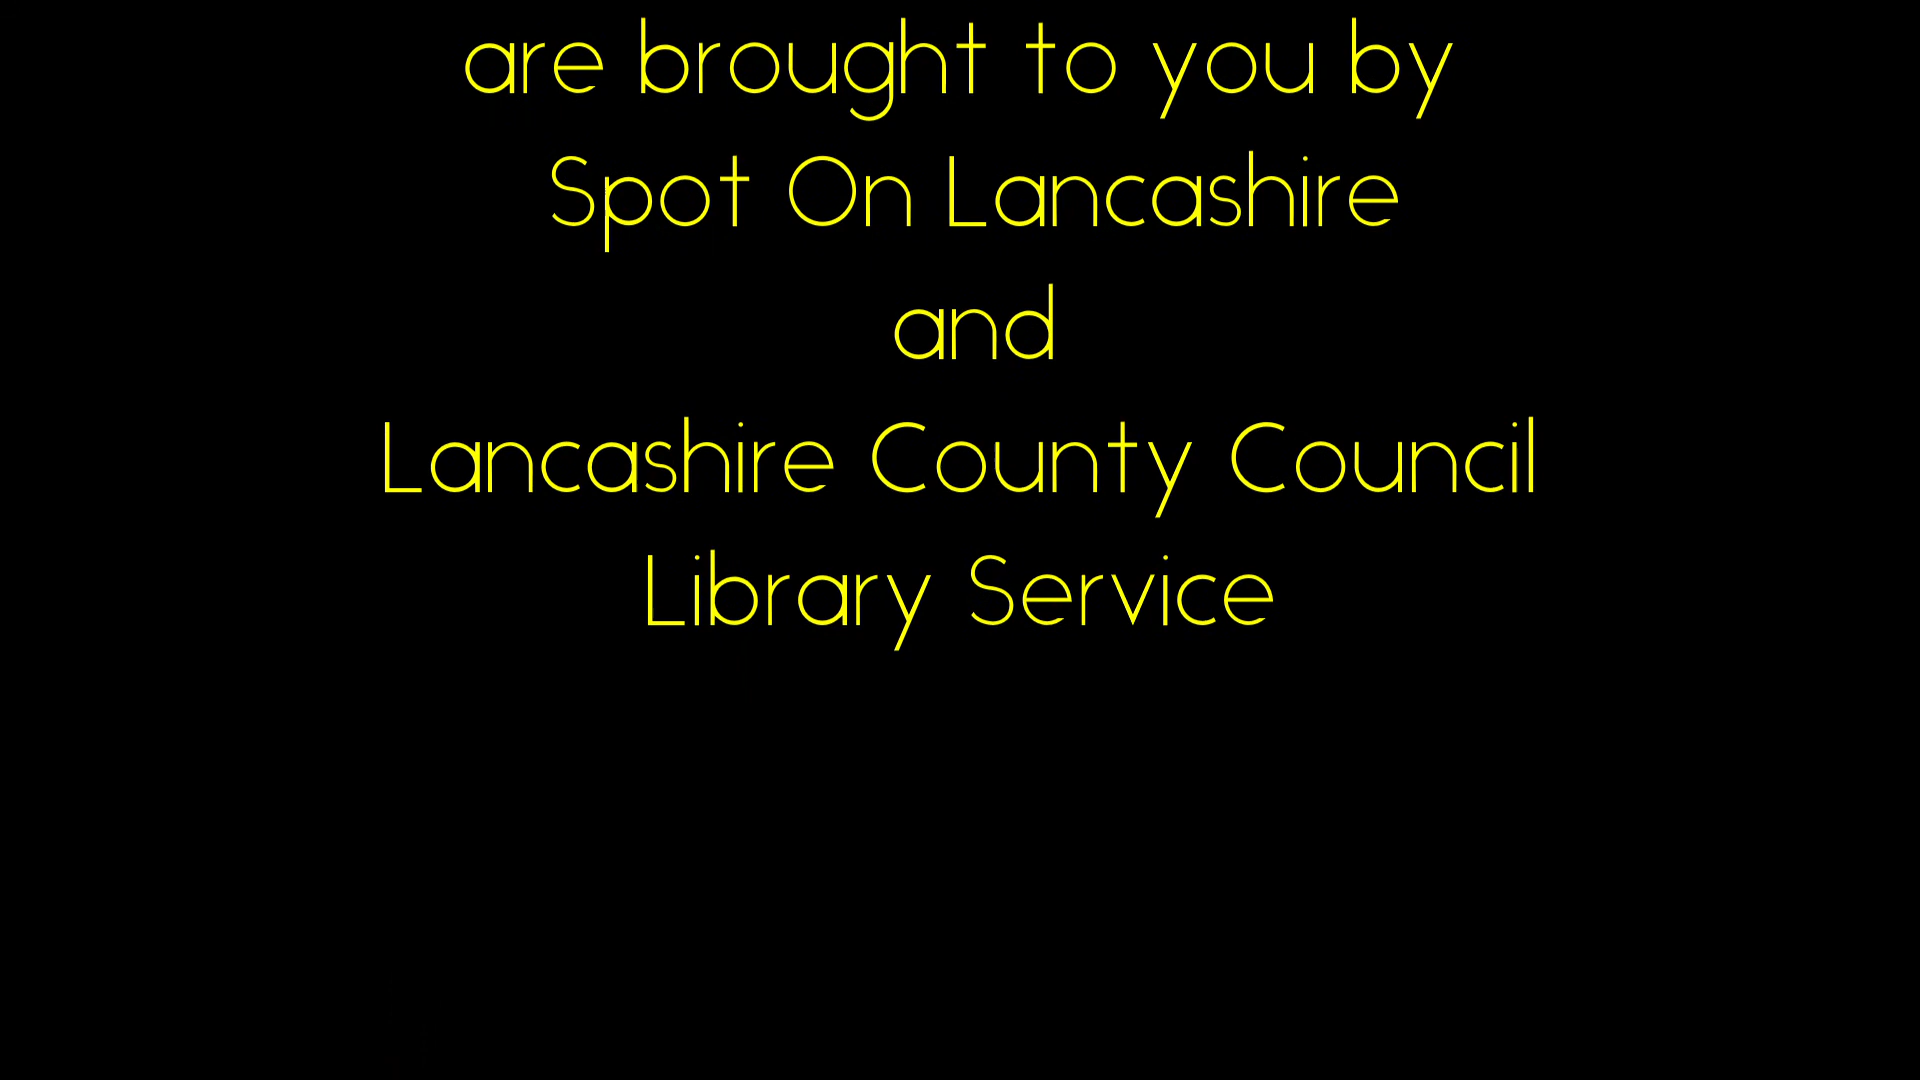 are brought to you by
Spot On Lancashire
and
Lancashire County Council
Library Service